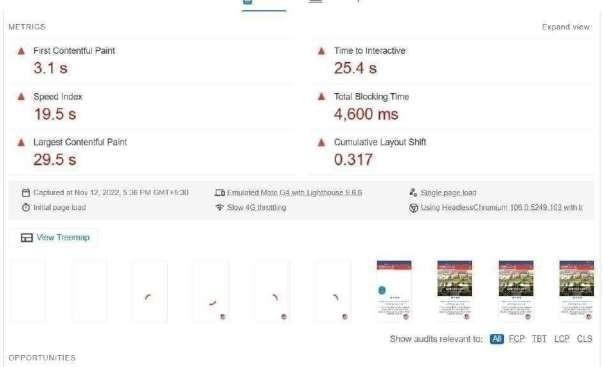 METRICS
Expand view
First Contentful Paint
3.1 s
Time to Interactive
25.4 s
Speed Index
19.5 s
Total Blocking Time
4,600 ms
Largest Contentful Paint
29.5 s
Cumulative Layout Shift
0.317
Captured at Nov 12, 2022, 5:36 PM GMT+5:30
Emulated Moto G4 with Lighthouse 9.6.6
Single page load
Initial page load
Slow 4G throttling
Using HeadlessChromium 106.0.5249.103 with lr
View Treemap
Show audits relevant to: All FCP TBT LCP CLS
OPPORTUNITIES